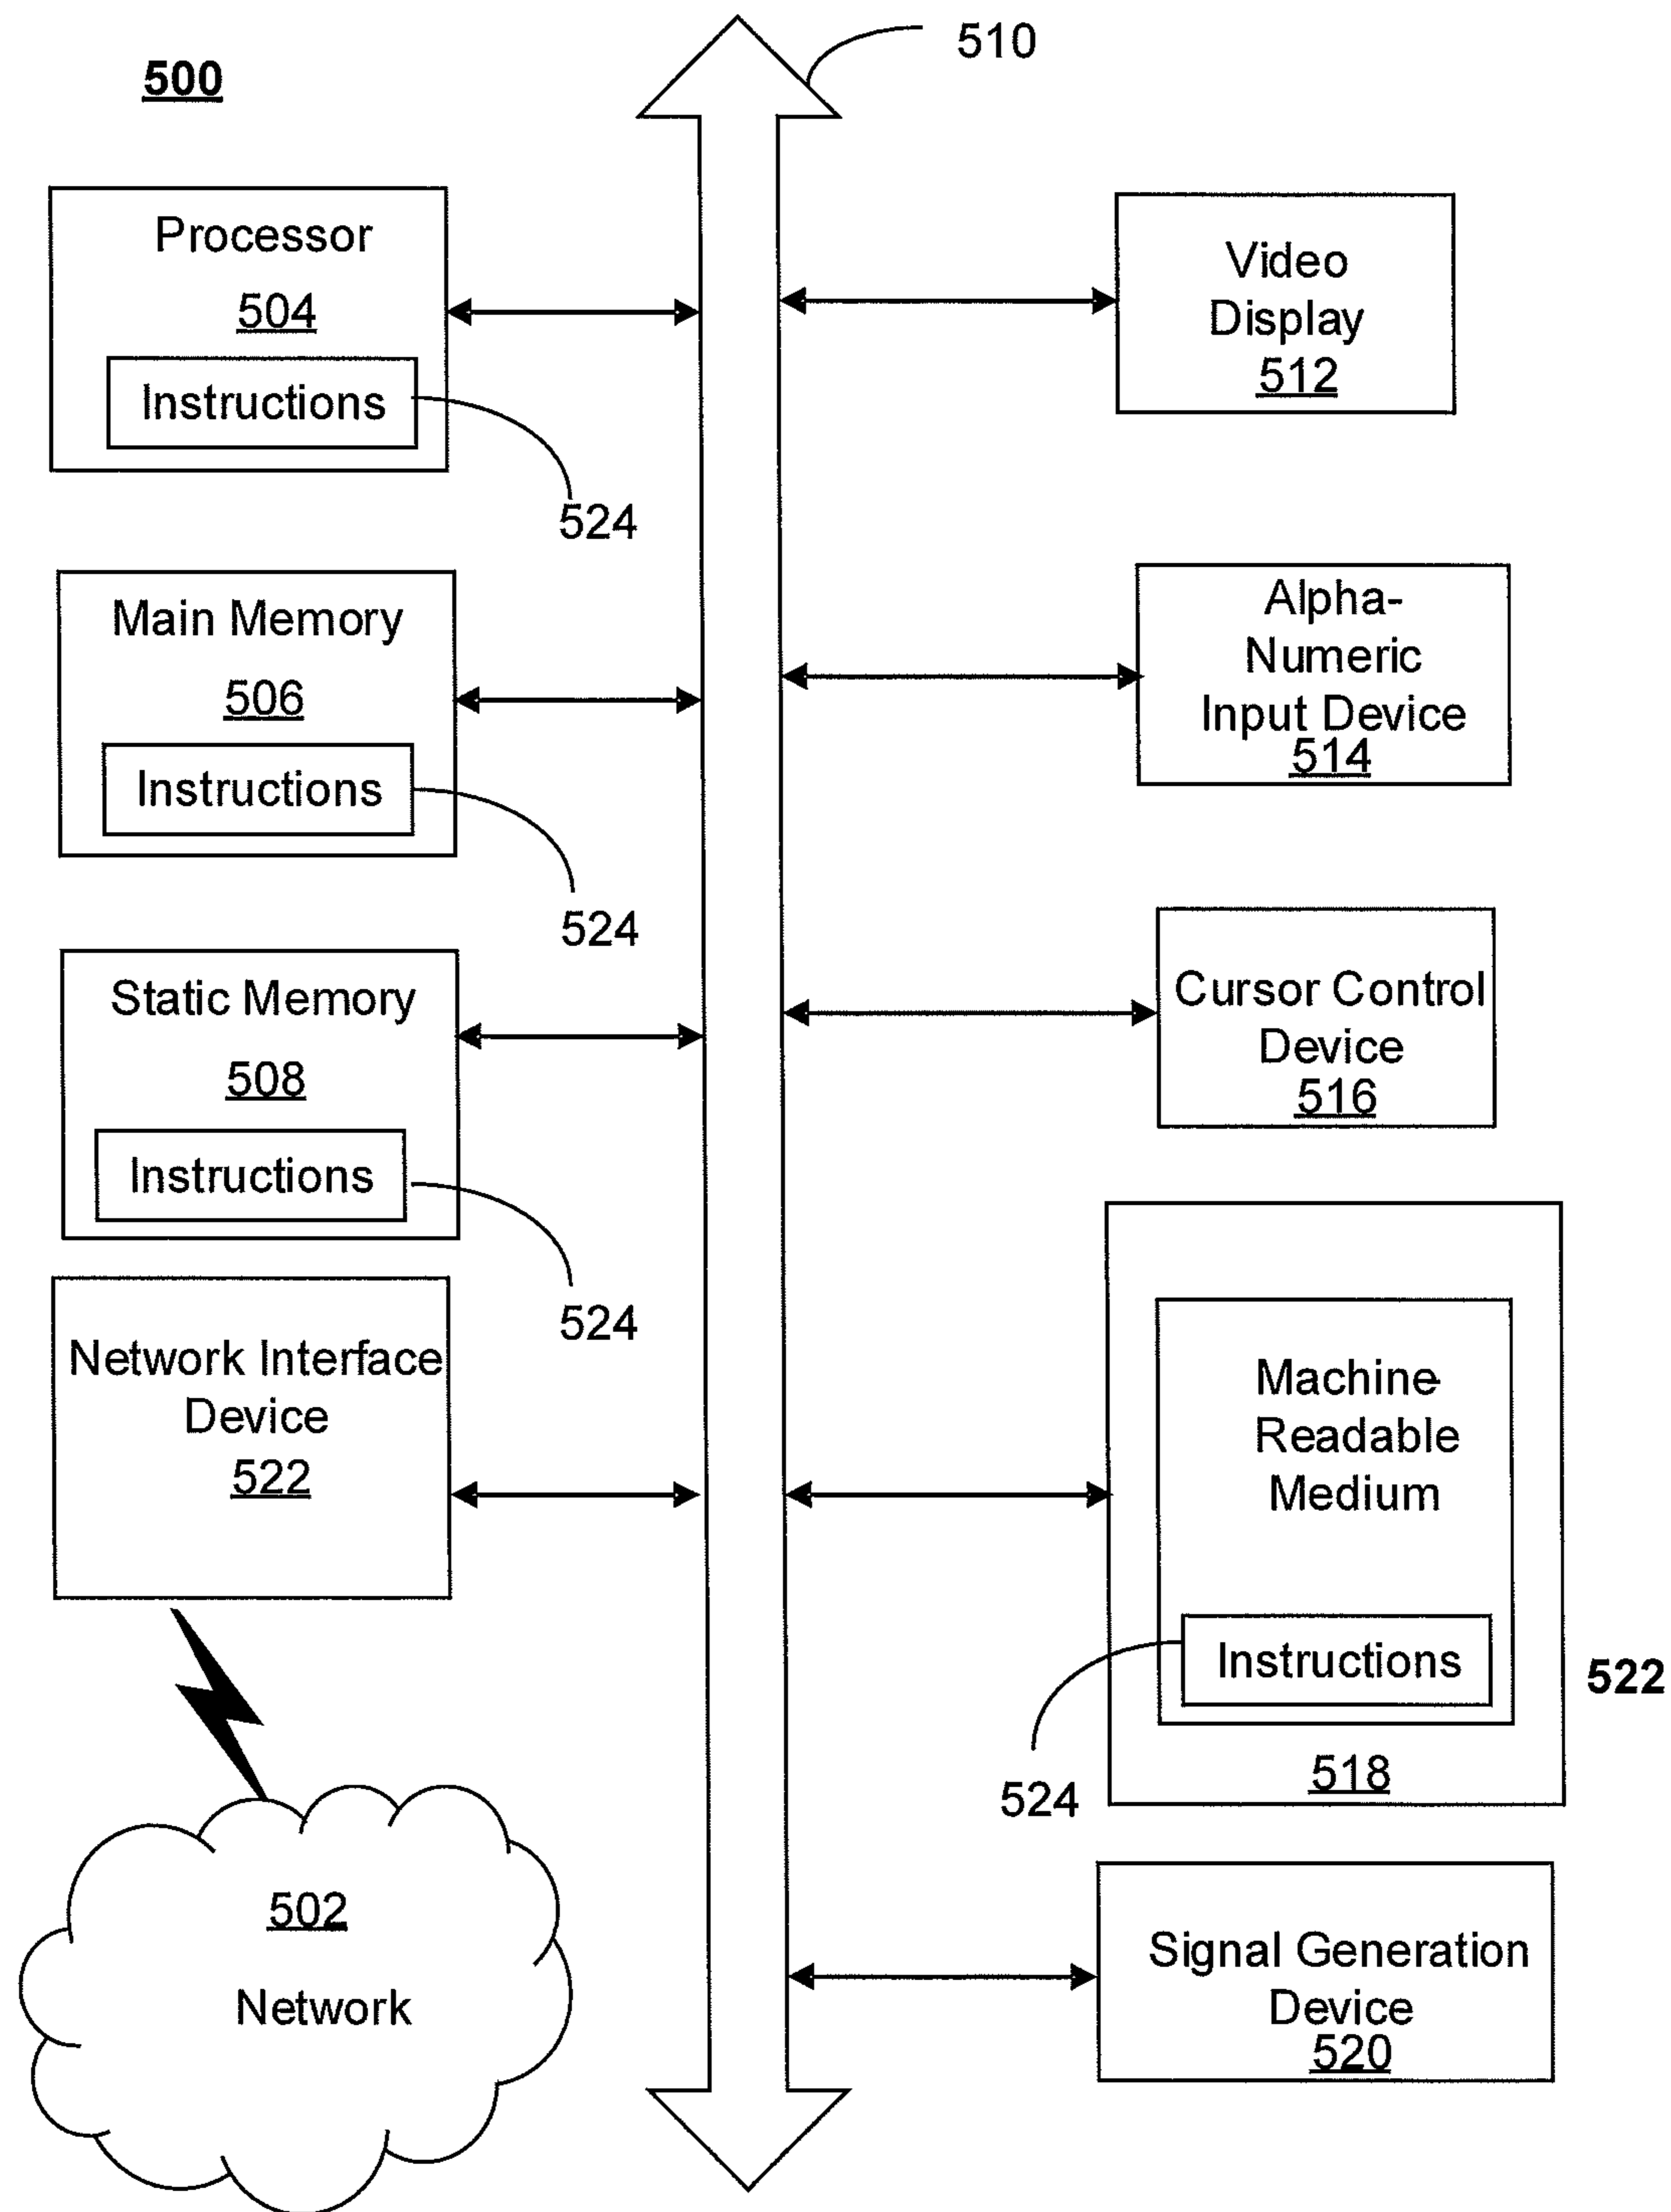 500
510
Processor
504
Instructions
524
Main Memory
506
Instructions
524
Static Memory
508
Instructions
524
Network Interface
Device
522
502
Network
Video
Display
512
Alpha-
Numeric
Input Device
514
Cursor Control
Device
516
Machine-
Readable
Medium
Instructions
522
524
518
Signal Generation
Device
520